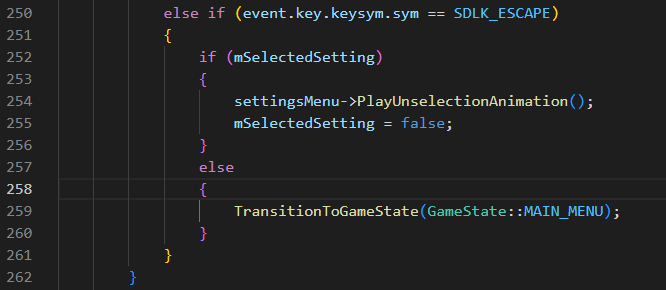 250 else if (event.key.keysym.sym == SDLK_ESCAPE)
251 {
252 if (mSelectedSetting)
253 {
254 settingsMenu->PlayUnselectionAnimation();
255 mSelectedSetting = false;
256 }
257 else
258 {
259 TransitionToGameState(GameState::MAIN_MENU);
260 }
261 }
262 }